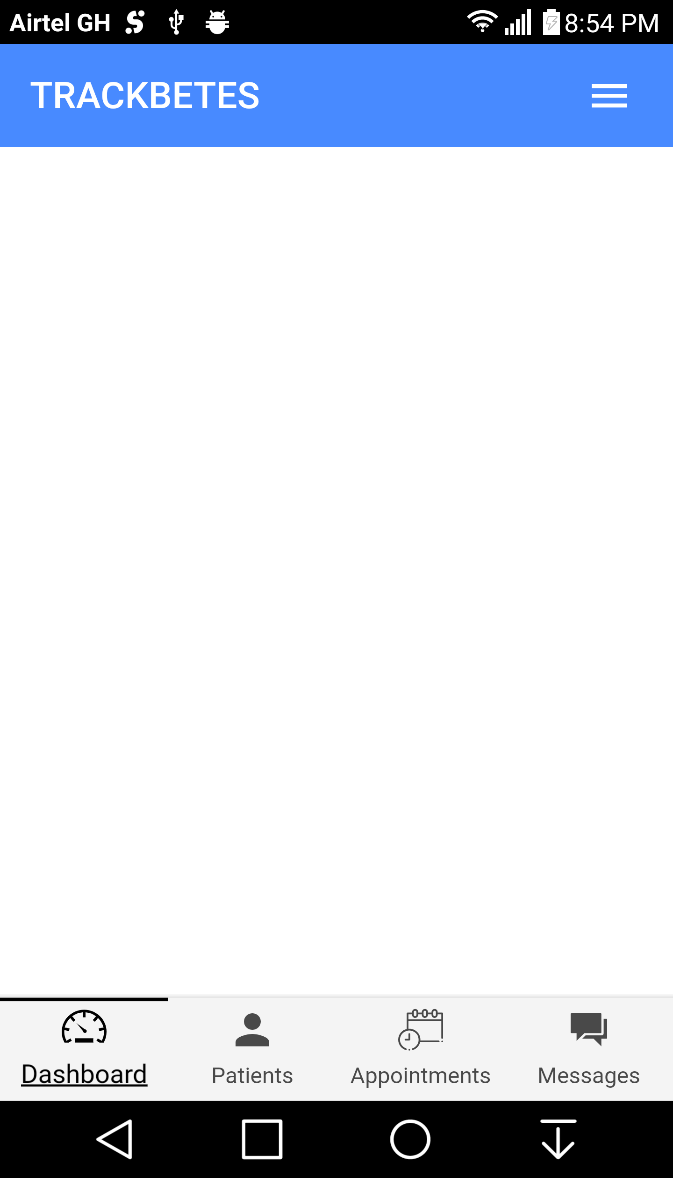 Airtel GH 8:54 PM
TRACKBETES
Dashboard Patients Appointments Messages